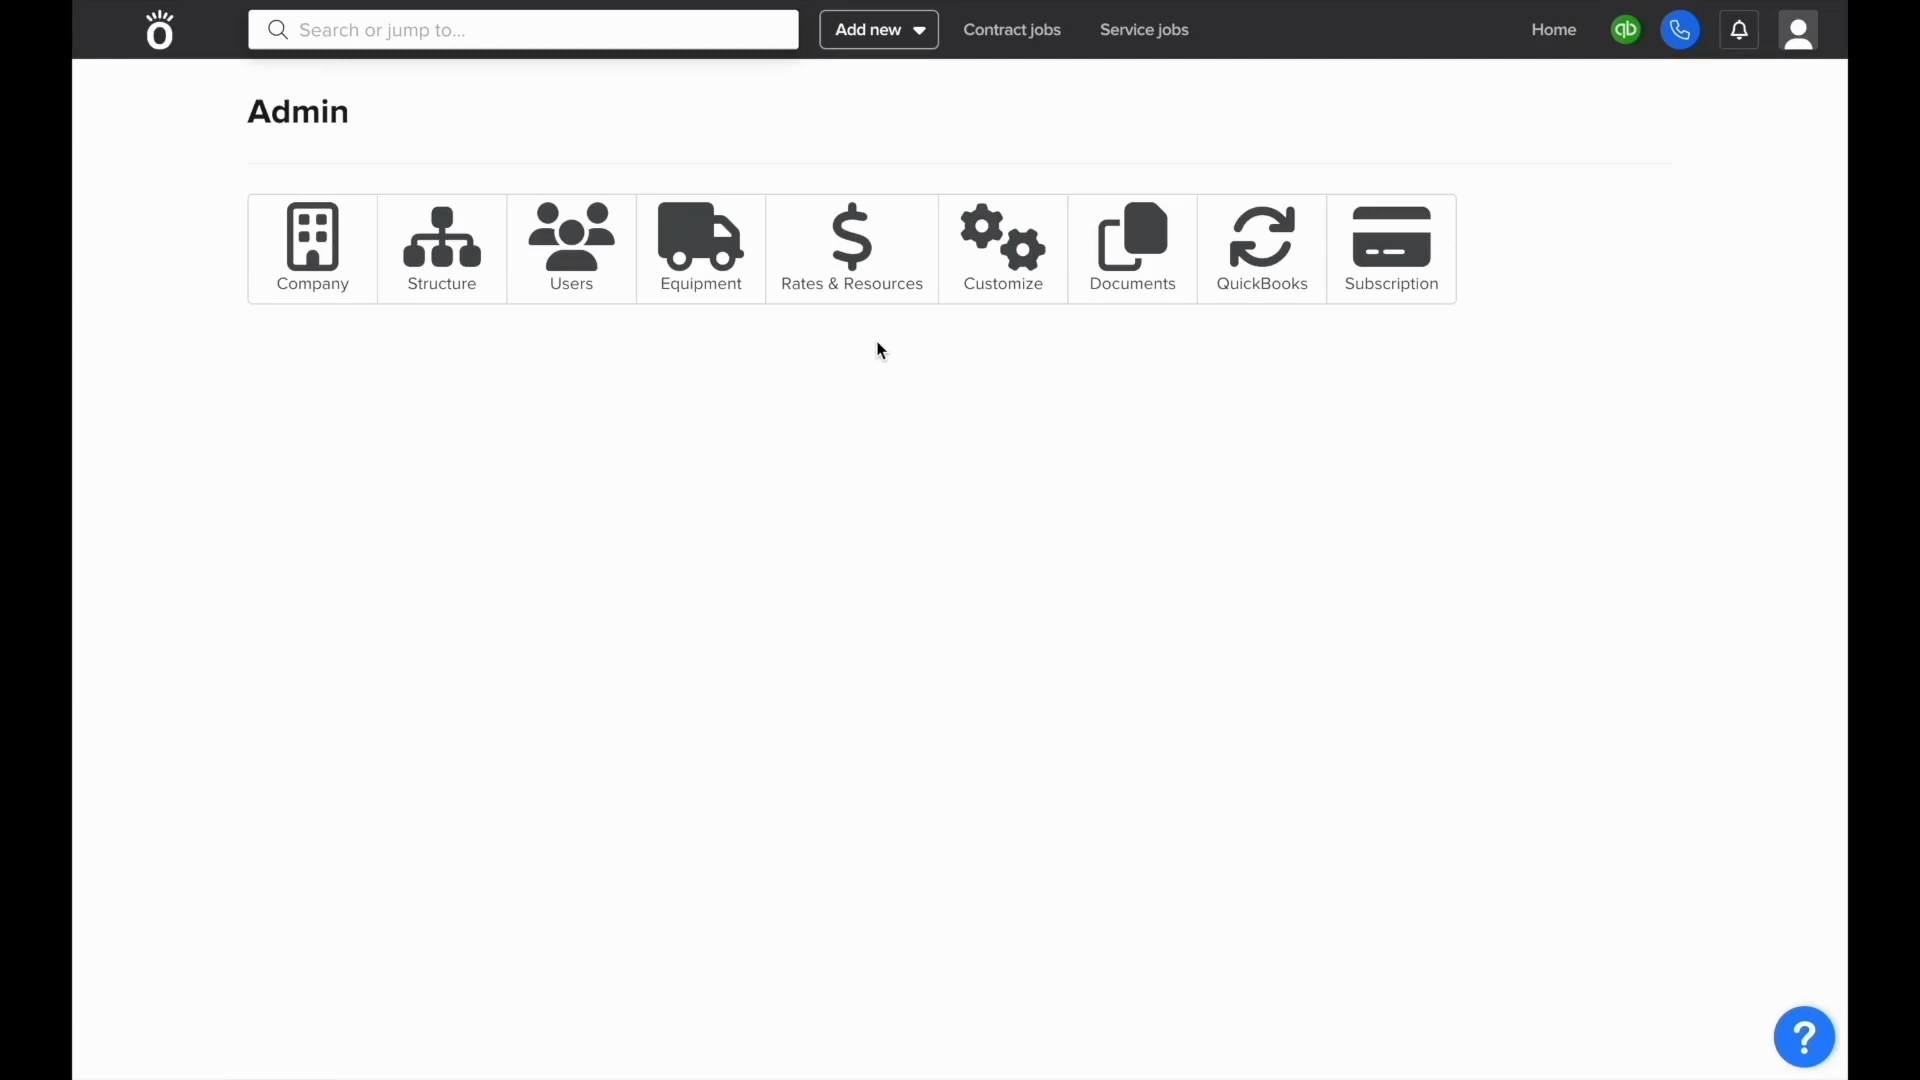 Search or jump to...
Add new
Contract jobs
Service jobs
Home
qb
Admin
Company
Structure
Users
Equipment
Rates & Resources
Customize
Documents
QuickBooks
Subscription
?